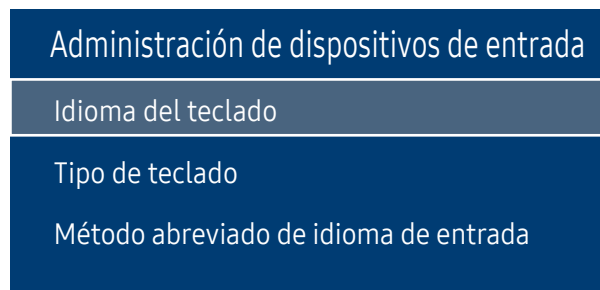 Administración de dispositivos de entrada
Idioma del teclado
Tipo de teclado
Método abreviado de idioma de entrada